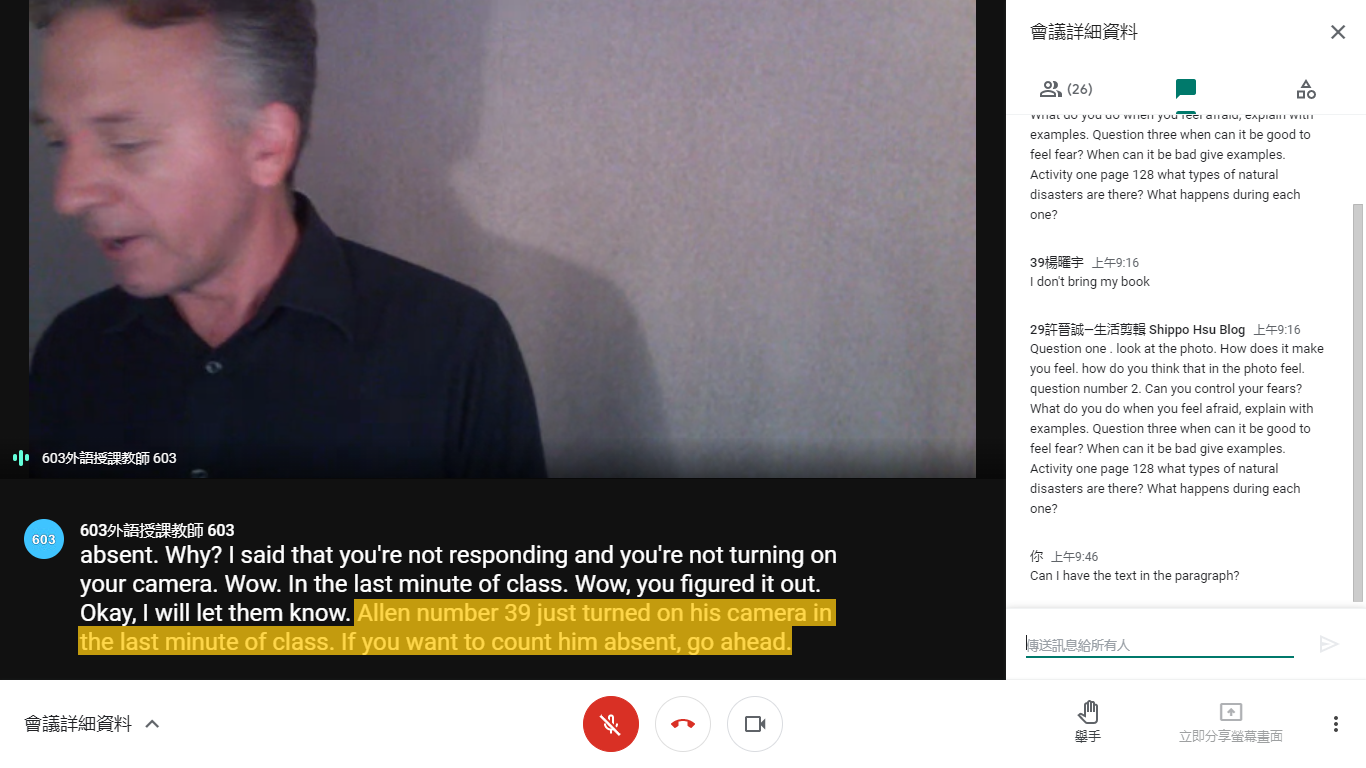 603外語授課教師 603
603
603外語授課教師 603
absent. Why? I said that you're not responding and you're not turning on
your camera. Wow. In the last minute of class. Wow, you figured it out.
Okay, I will let them know. Allen number 39 just turned on his camera in
the last minute of class. If you want to count him absent, go ahead.
會議詳細資料
(26)
What do you do when you feel afraid, explain with
examples. Question three when can it be good to
feel fear? When can it be bad give examples.
Activity one page 128 what types of natural
disasters are there? What happens during each
one?
39楊曜宇 上午9:16
I don't bring my book
29許晉誠—生活剪輯 Shippo Hsu Blog 上午9:16
Question one . look at the photo. How does it make
you feel. how do you think that in the photo feel.
question number 2. Can you control your fears?
What do you do when you feel afraid, explain with
examples. Question three when can it be good to
feel fear? When can it be bad give examples.
Activity one page 128 what types of natural
disasters are there? What happens during each
one?
你 上午9:46
Can I have the text in the paragraph?
傳送訊息給所有人
會議詳細資料
舉手
立即分享螢幕畫面